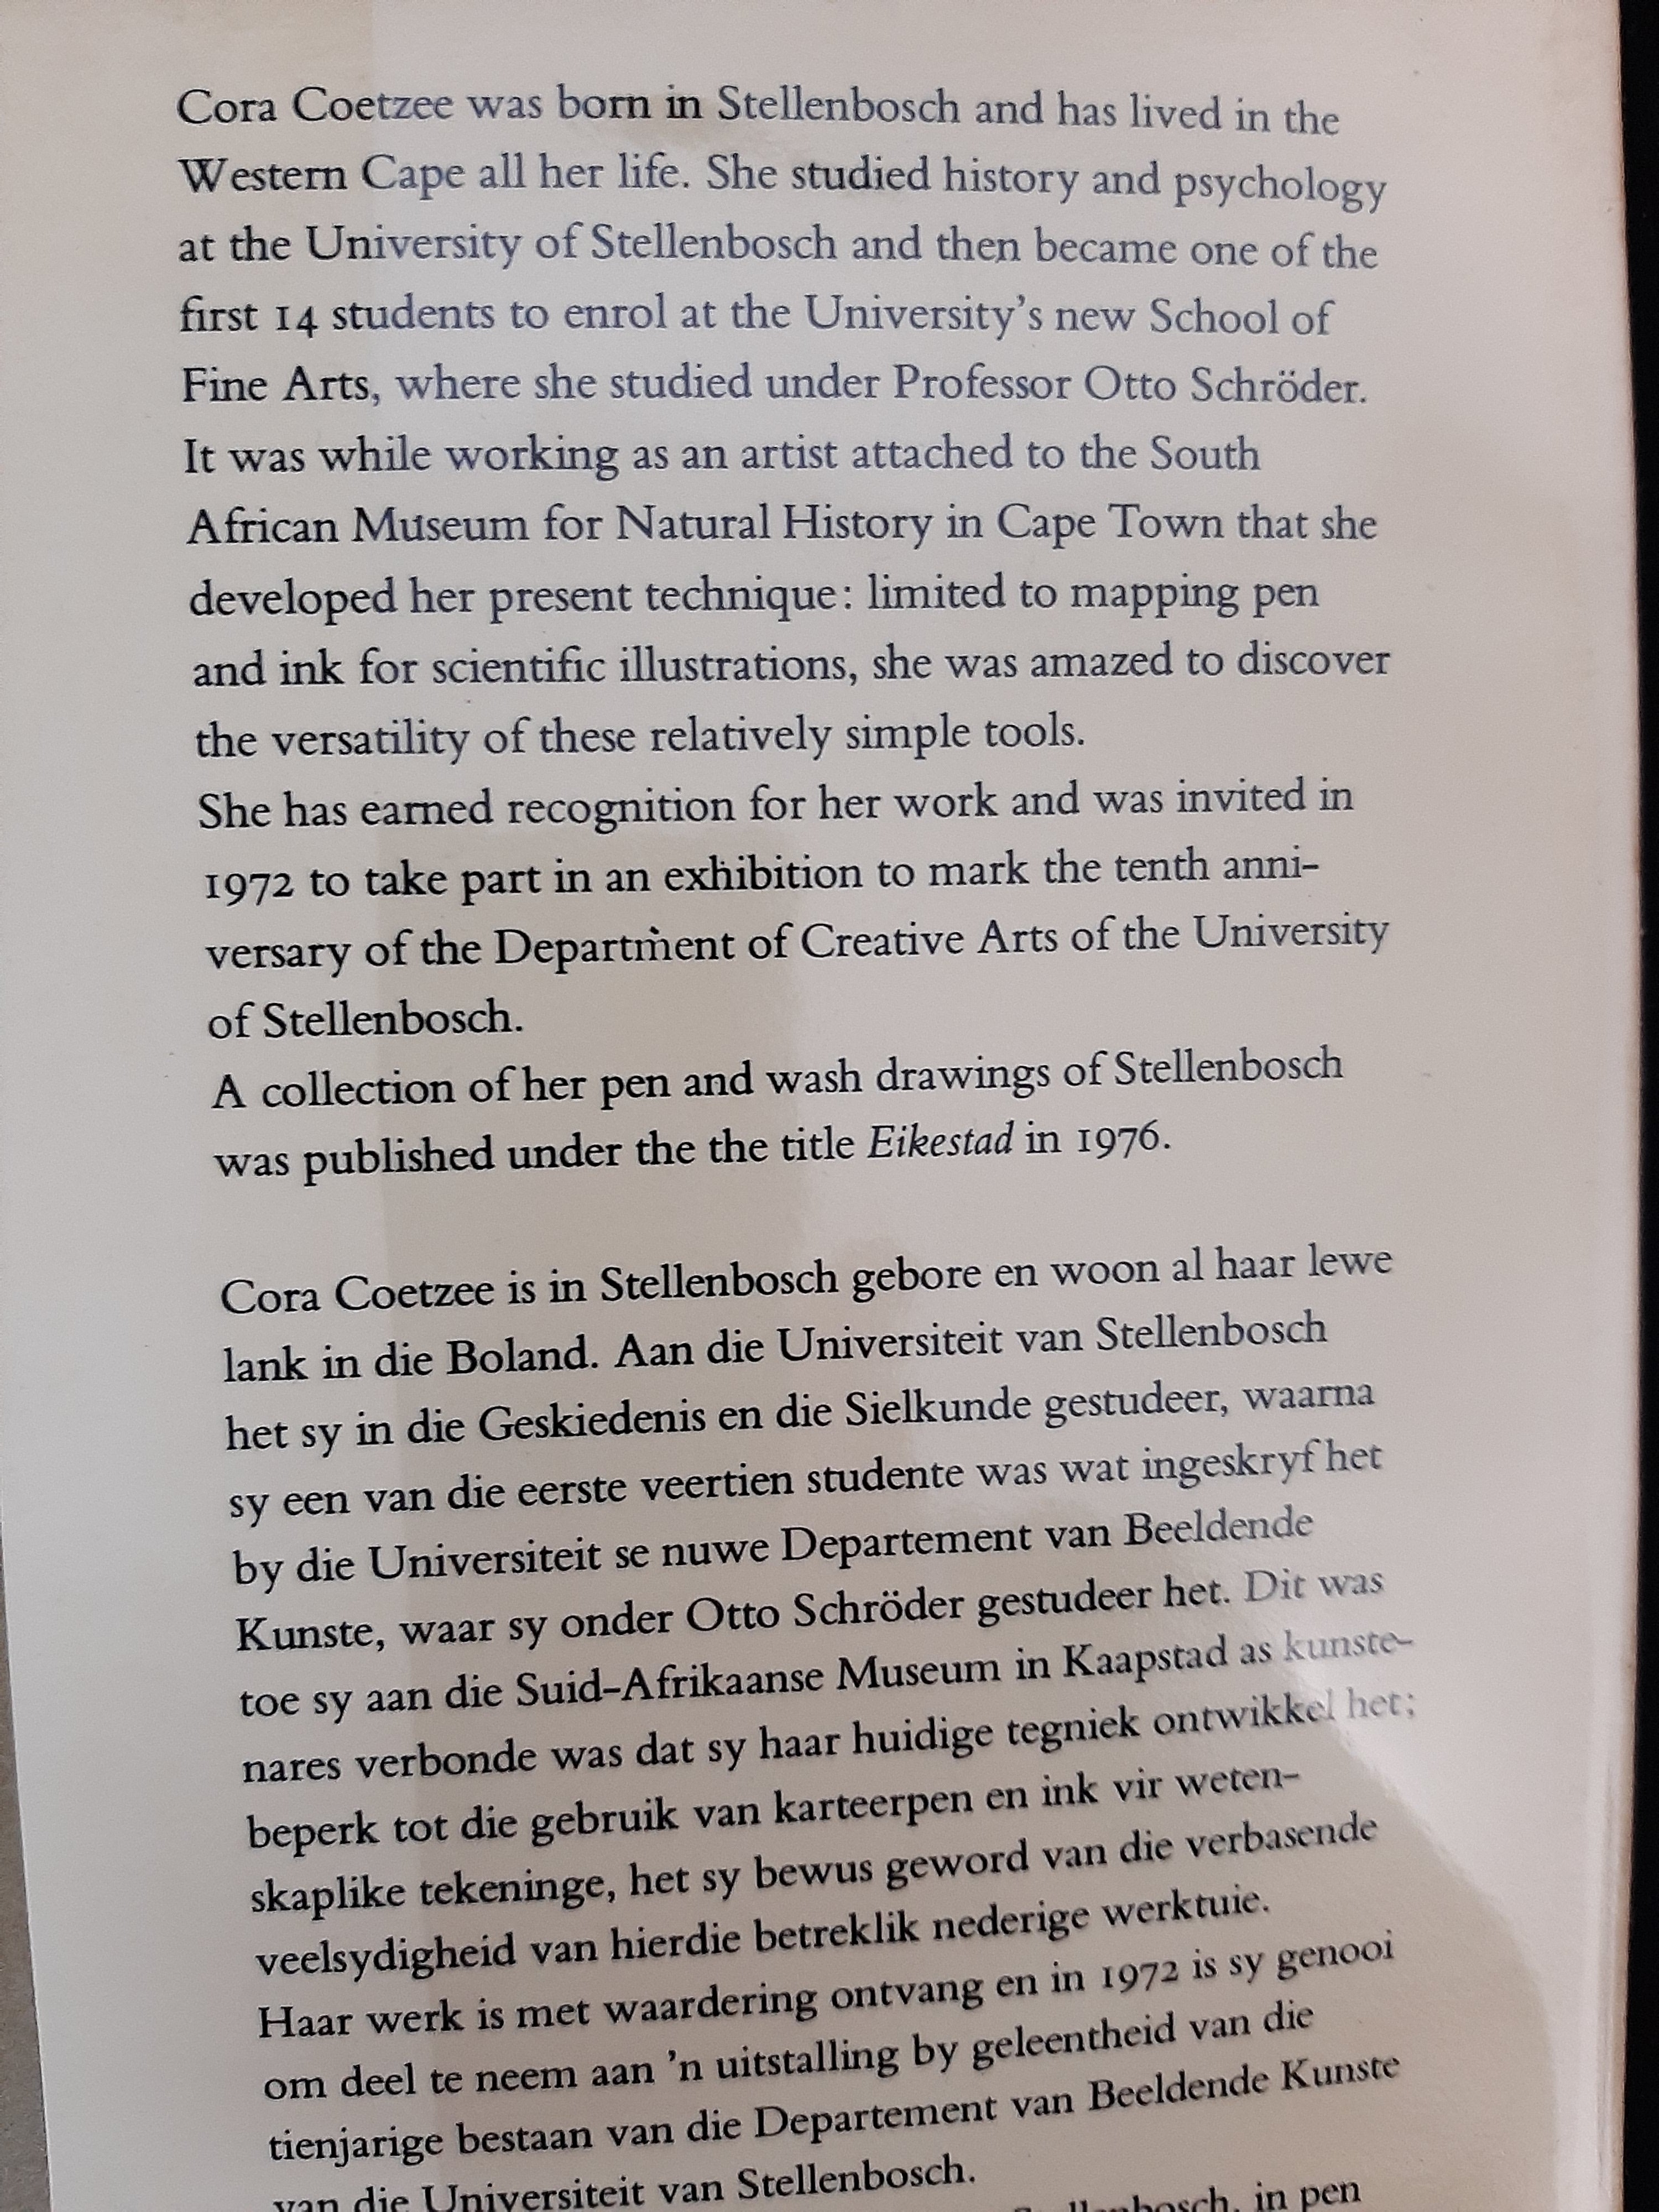 Cora Coetzee was born in Stellenbosch and has lived in the
Western Cape all her life. She studied history and psychology
at the University of Stellenbosch and then became one of the
first 14 students to enrol at the University's new School of
Fine Arts, where she studied under Professor Otto Schröder.
It was while working as an artist attached to the South
African Museum for Natural History in Cape Town that she
developed her present technique: limited to mapping pen
and ink for scientific illustrations, she was amazed to discover
the versatility of these relatively simple tools.
She has earned recognition for her work and was invited in
1972 to take part in an exhibition to mark the tenth anni-
versary of the Department of Creative Arts of the University
of Stellenbosch.
A collection of her pen and wash drawings of Stellenbosch
was published under the the title Eikestad in 1976.
Cora Coetzee is in Stellenbosch gebore en woon al haar lewe
lank in die Boland. Aan die Universiteit van Stellenbosch
het sy in die Geskiedenis en die Sielkunde gestudeer, waarna
sy een van die eerste veertien studente was wat ingeskryf het
by die Universiteit se nuwe Departement van Beeldende
Kunste, waar sy onder Otto Schröder gestudeer het. Dit was
toe sy aan die Suid-Afrikaanse Museum in Kaapstad as kunste-
nares verbonde was dat sy haar huidige tegniek ontwikkel het;
beperk tot die gebruik van karteerpen en ink vir weten-
skaplike tekeninge, het sy bewus geword van die verbasende
veelsydigheid van hierdie betreklik nederige werktuie.
Haar werk is met waardering ontvang en in 1972 is sy genooi
om deel te neem aan 'n uitstalling by geleentheid van die
tienjarige bestaan van die Departement van Beeldende Kunste
van die Universiteit van Stellenbosch.
in pen